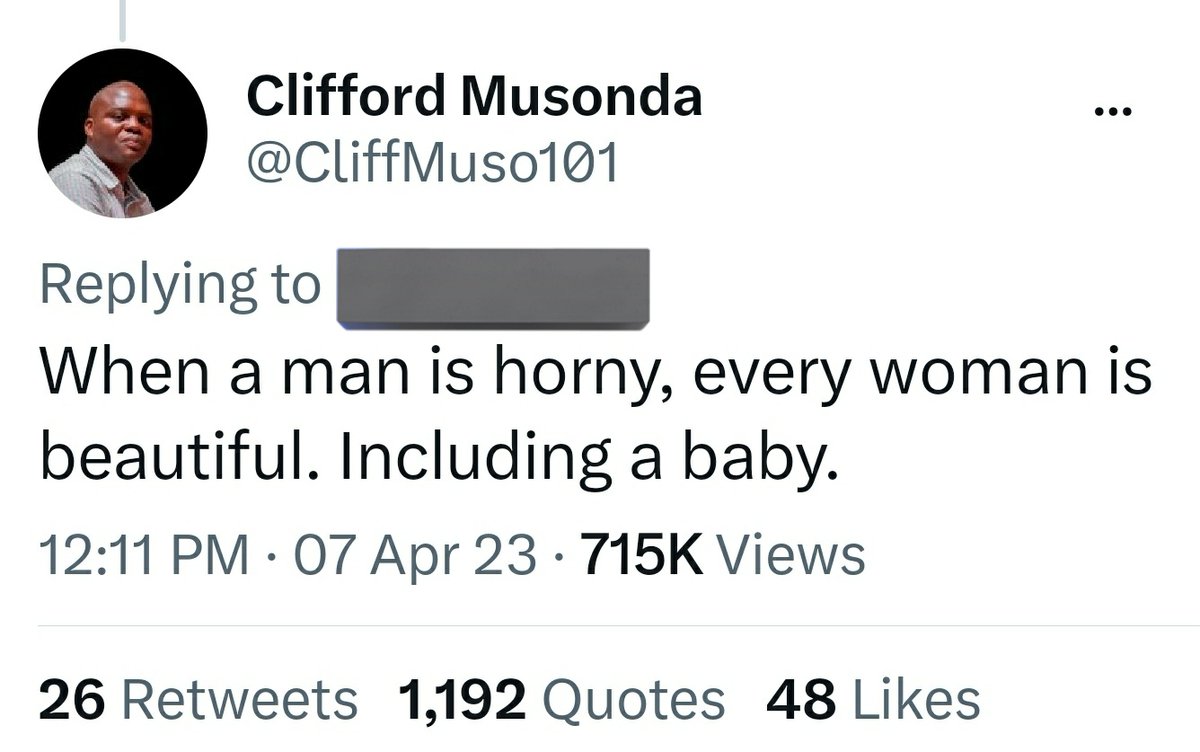 Clifford Musonda
@CliffMuso101
Replying to
When a man is horny, every woman is
beautiful. Including a baby.
12:11 PM · 07 Apr 23 · 715K Views
26 Retweets 1,192 Quotes 48 Likes